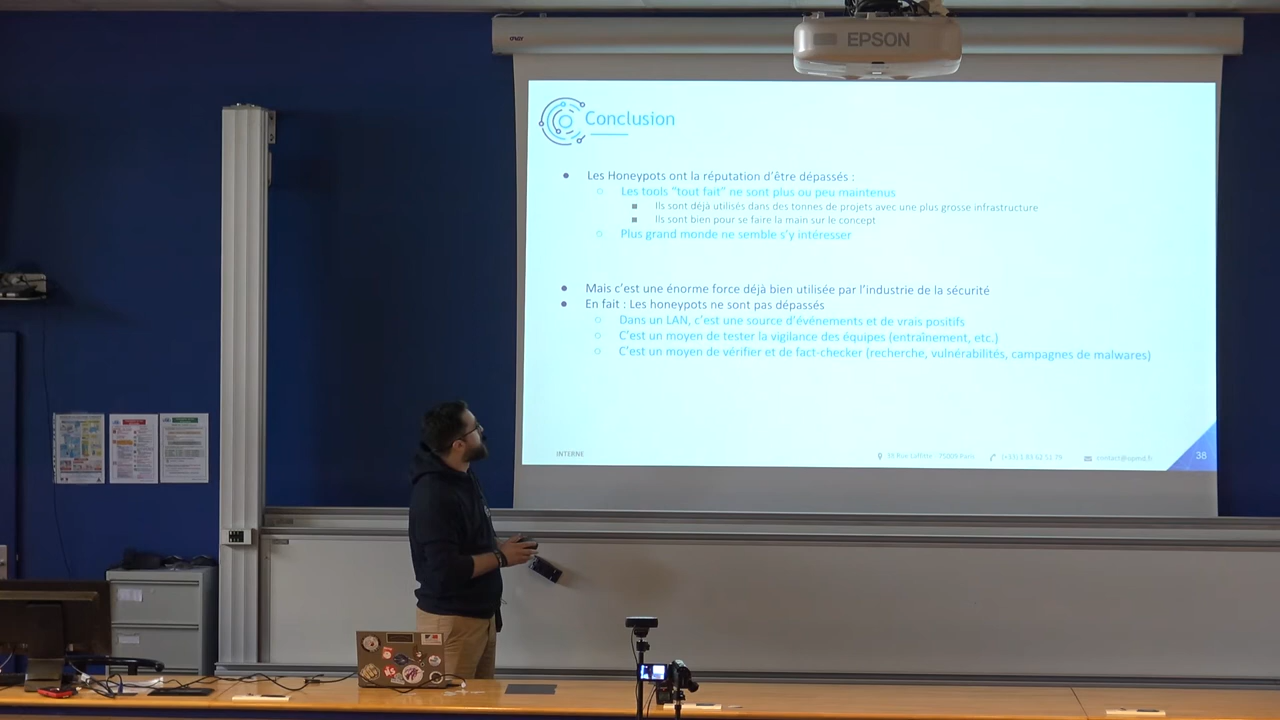 EPSON
Conclusion
● Les Honeypots ont la réputation d'être dépassés :
○ Les tools "tout fait" ne sont plus ou peu maintenus
■ Ils sont déjà utilisés dans des tonnes de projets avec une plus grosse infrastructure
■ Ils sont bien pour se faire la main sur le concept
○ Plus grand monde ne semble s'y intéresser
● Mais c'est une énorme force déjà bien utilisée par l'industrie de la sécurité
● En fait : Les honeypots ne sont pas dépassés
○ Dans un LAN, c'est une source d'événements et de vrais positifs
○ C'est un moyen de tester la vigilance des équipes (entraînement, etc.)
○ C'est un moyen de vérifier et de fact-checker (recherche, vulnérabilités, campagnes de malwares)
INTERNE
38